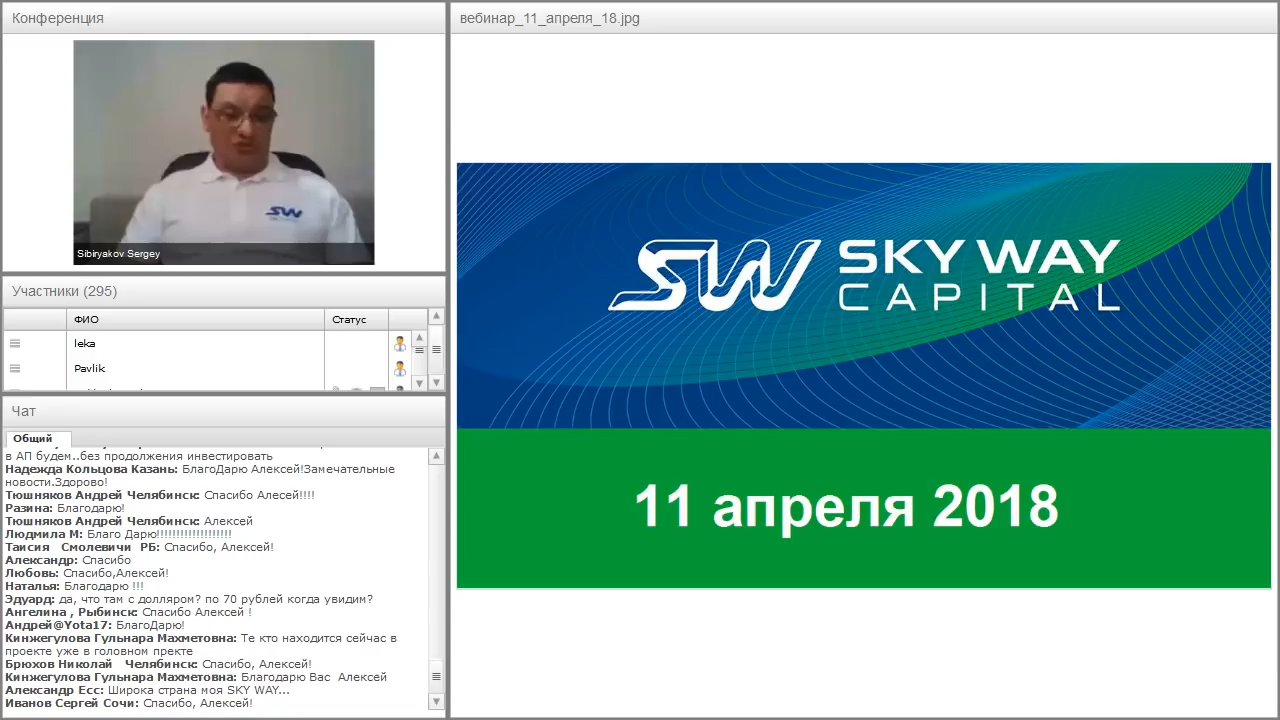 Конференция
Sibiryakov Sergey
Участники (295)
ФИО
Статус
leka
Pavlik
Чат
Общий
в АП будем..без продолжения инвестировать
Надежда Кольцова Казань: БлагоДарю Алексей!Замечательные
новости.Здорово!
Тюшняков Андрей Челябинск: Спасибо Алесей!!!!
Разина: Благодарю!
Тюшняков Андрей Челябинск: Алексей
Людмила М: Благо Дарю!!!!!!!!!!!!!!!!!!!
Таисия Смолевичи РБ: Спасибо, Алексей!
Александр: Спасибо
Любовь: Спасибо,Алексей!
Наталья: Благодарю !!!
Эдуард: да, что там с долляром? по 70 рублей когда увидим?
Ангелина , Рыбинск: Спасибо Алексей !
Андрей@Yota17: БлагоДарю!
Кинжегулова Гульнара Махметовна: Те кто находится сейчас в
проекте уже в головном пректе
Брюхов Николай Челябинск: Спасибо, Алексей!
Кинжегулова Гульнара Махметовна: Благодарю Вас Алексей
Александр Есс: Широка страна моя SKY WAY...
Иванов Сергей Сочи: Спасибо, Алексей!
вебинар_11_апреля_18.jpg
SW SKY WAY
CAPITAL
11 апреля 2018
SW